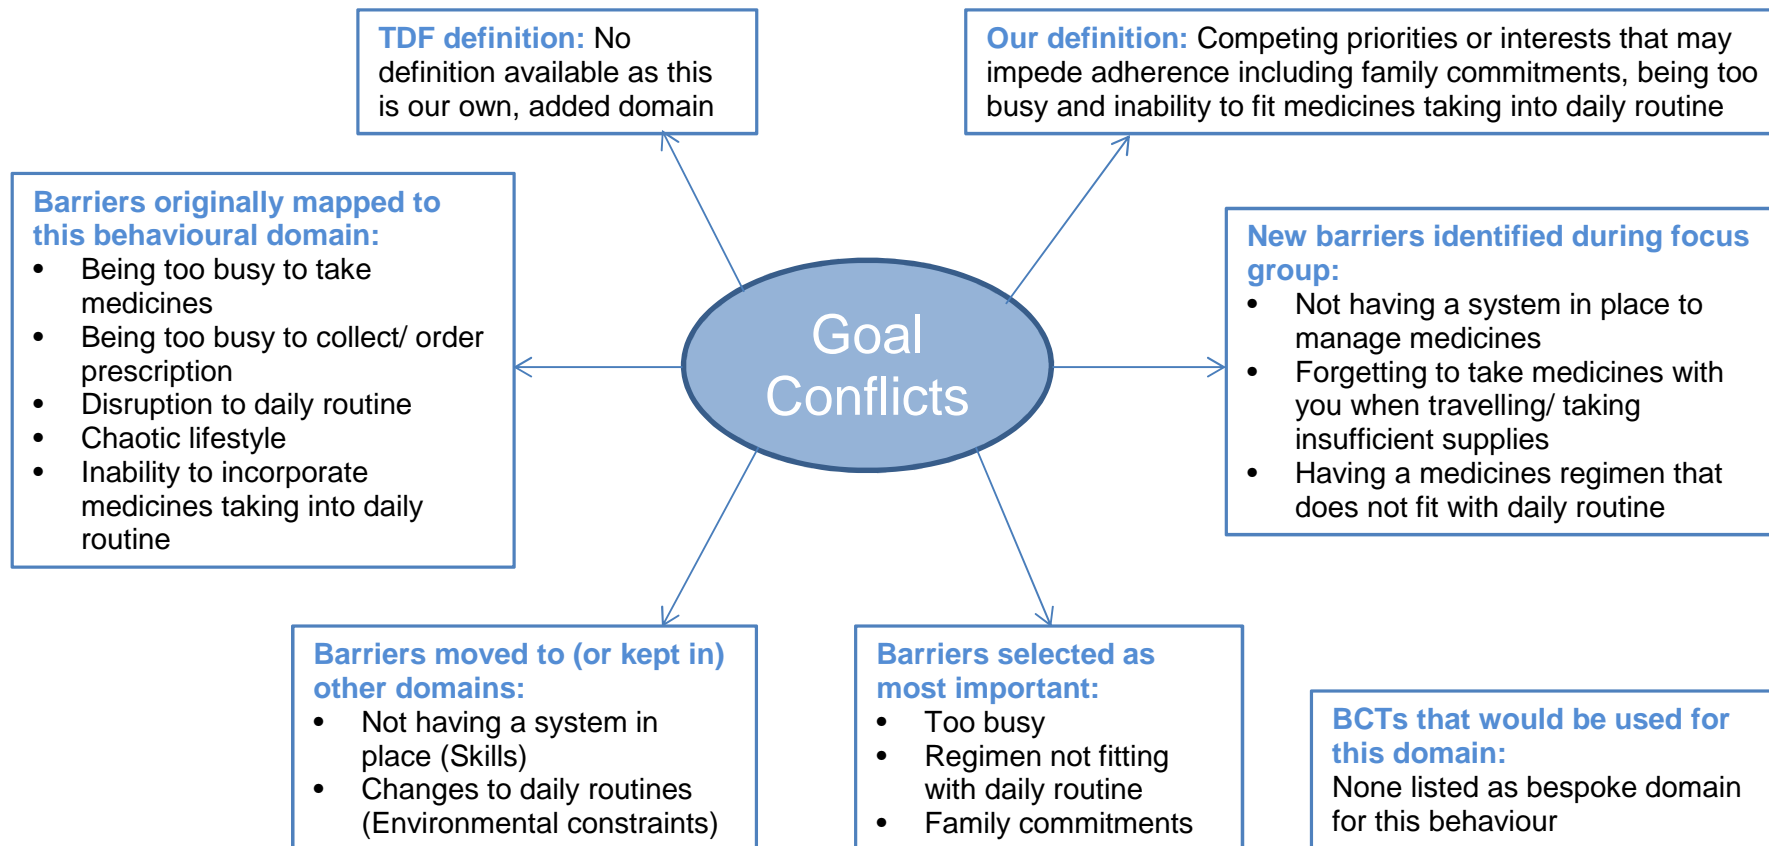 TDF definition: No
definition available as this
is our own, added domain
Our definition: Competing priorities or interests that may
impede adherence including family commitments, being too
busy and inability to fit medicines taking into daily routine
Barriers originally mapped to
this behavioural domain:
• Being too busy to take
medicines
• Being too busy to collect/ order
prescription
• Disruption to daily routine
• Chaotic lifestyle
• Inability to incorporate
medicines taking into daily
routine
Goal
Conflicts
New barriers identified during focus
group:
• Not having a system in place to
manage medicines
• Forgetting to take medicines with
you when travelling/ taking
insufficient supplies
• Having a medicines regimen that
does not fit with daily routine
Barriers moved to (or kept in)
other domains:
• Not having a system in
place (Skills)
• Changes to daily routines
(Environmental constraints)
Barriers selected as
most important:
• Too busy
• Regimen not fitting
with daily routine
• Family commitments
BCTs that would be used for
this domain:
None listed as bespoke domain
for this behaviour